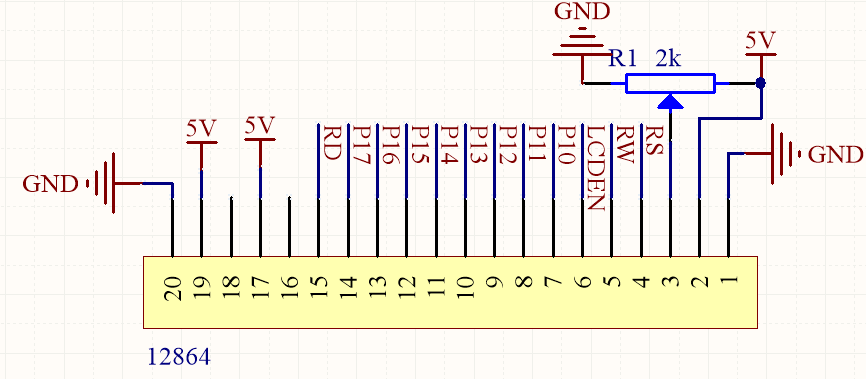 GND
R1 2k
5V
5V
5V
RD
P17
P16
P15
P14
P13
P12
P11
P10
LCDEN
RW
RS
GND
GND
20
19
18
17
16
15
14
13
12
11
10
9
8
7
6
5
4
3
2
1
12864